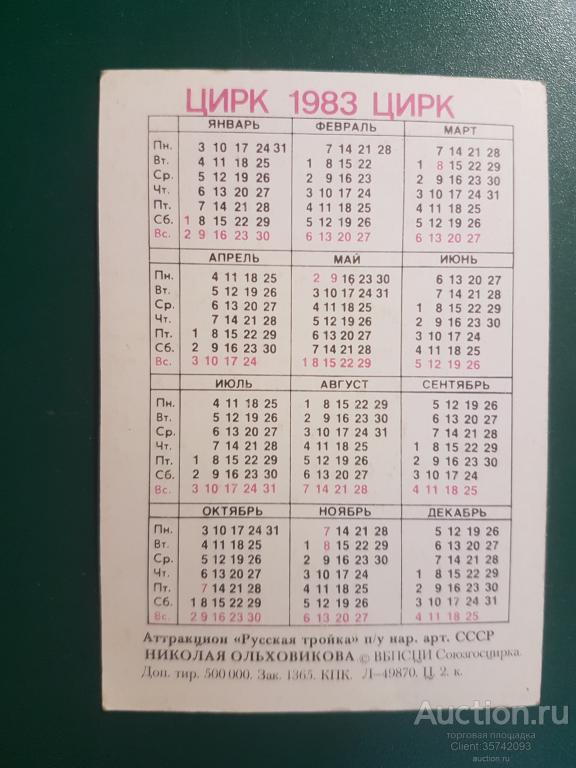 ЦИРК 1983 ЦИРК
ЯНВАРЬ ФЕВРАЛЬ МАРТ
Пн. 3 10 17 24 31 7 14 21 28 7 14 21 28
Вт. 4 11 18 25 1 8 15 22 1 8 15 22 29
Ср. 5 12 19 26 2 9 16 23 2 9 16 23 30
Чт. 6 13 20 27 3 10 17 24 3 10 17 24 31
Пт. 7 14 21 28 4 11 18 25 4 11 18 25
Сб. 1 8 15 22 29 5 12 19 26 5 12 19 26
Вс. 2 9 16 23 30 6 13 20 27 6 13 20 27
АПРЕЛЬ МАЙ ИЮНЬ
Пн. 4 11 18 25 2 9 16 23 30 6 13 20 27
Вт. 5 12 19 26 3 10 17 24 31 7 14 21 28
Ср. 6 13 20 27 4 11 18 25 1 8 15 22 29
Чт. 7 14 21 28 5 12 19 26 2 9 16 23 30
Пт. 1 8 15 22 29 6 13 20 27 3 10 17 24
Сб. 2 9 16 23 30 7 14 21 28 4 11 18 25
Вс. 3 10 17 24 1 8 15 22 29 5 12 19 26
ИЮЛЬ АВГУСТ СЕНТЯБРЬ
Пн. 4 11 18 25 1 8 15 22 29 5 12 19 26
Вт. 5 12 19 26 2 9 16 23 30 6 13 20 27
Ср. 6 13 20 27 3 10 17 24 31 7 14 21 28
Чт. 7 14 21 28 4 11 18 25 1 8 15 22 29
Пт. 1 8 15 22 29 5 12 19 26 2 9 16 23 30
Сб. 2 9 16 23 30 6 13 20 27 3 10 17 24
Вс. 3 10 17 24 31 7 14 21 28 4 11 18 25
ОКТЯБРЬ НОЯБРЬ ДЕКАБРЬ
Пн. 3 10 17 24 31 7 14 21 28 5 12 19 26
Вт. 4 11 18 25 1 8 15 22 29 6 13 20 27
Ср. 5 12 19 26 2 9 16 23 30 7 14 21 28
Чт. 6 13 20 27 3 10 17 24 1 8 15 22 29
Пт. 7 14 21 28 4 11 18 25 2 9 16 23 30
Сб. 1 8 15 22 29 5 12 19 26 3 10 17 24 31
Вс. 2 9 16 23 30 6 13 20 27 4 11 18 25
Аттракцион «Русская тройка» п/у нар. арт. СССР
НИКОЛАЯ ОЛЬХОВИКОВА © ВБПСЦИ Союзгосцирка.
Доп. тир. 500 000. Зак. 1365. КПК. Л—49870. Ц. 2. к.
Auction.ru
торговая площадка
Client:35742093
auction.ru